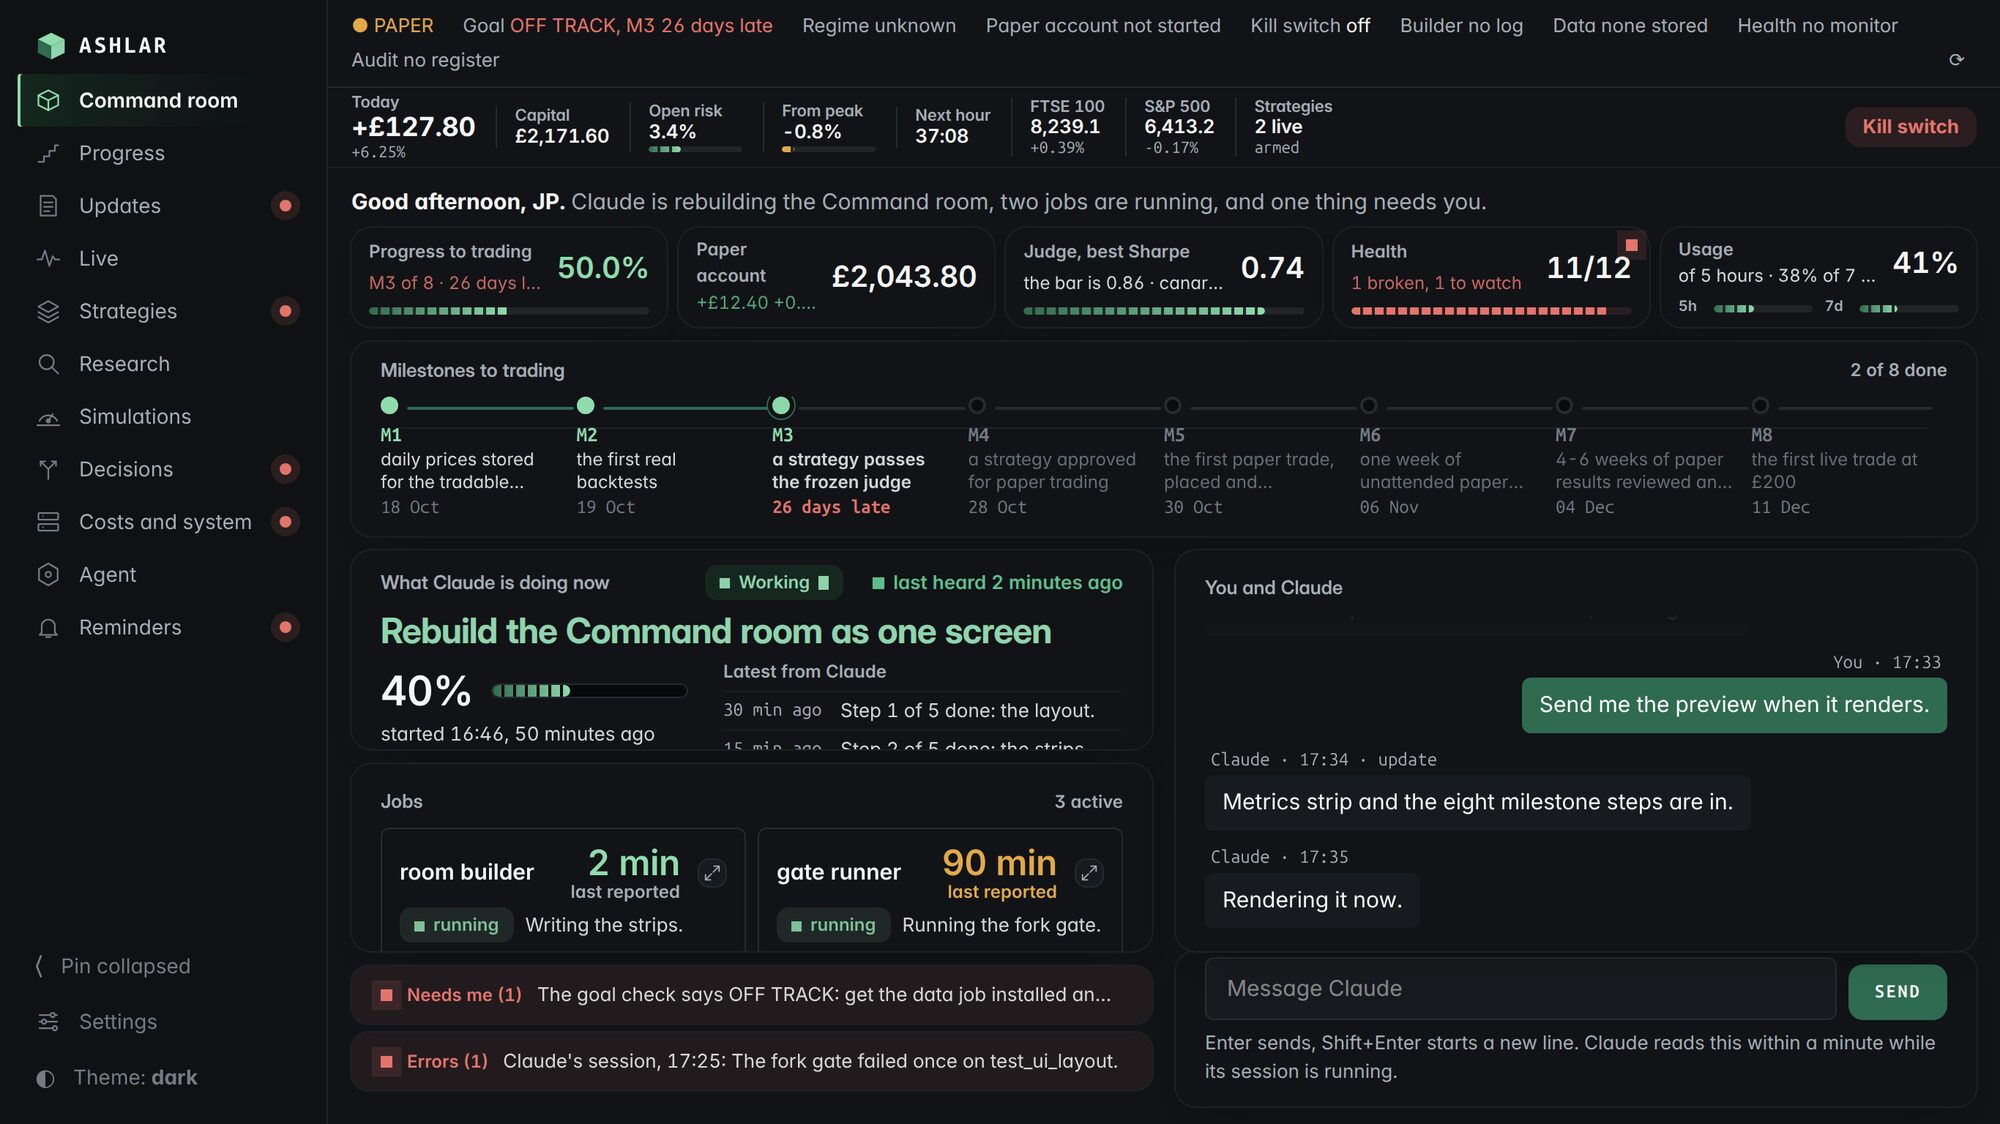 ASHLAR
Command room
Progress
Updates
Live
Strategies
Research
Simulations
Decisions
Costs and system
Agent
Reminders
Pin collapsed
Settings
Theme: dark
PAPER Goal OFF TRACK, M3 26 days late Regime unknown Paper account not started Kill switch off Builder no log Data none stored Health no monitor
Audit no register
Today
+£127.80
+6.25%
Capital
£2,171.60
Open risk
3.4%
From peak
-0.8%
Next hour
37:08
FTSE 100
8,239.1
+0.39%
S&P 500
6,413.2
-0.17%
Strategies
2 live
armed
Kill switch
Good afternoon, JP. Claude is rebuilding the Command room, two jobs are running, and one thing needs you.
Progress to trading
M3 of 8 · 26 days l...
50.0%
Paper
account
+£12.40 +0....
£2,043.80
Judge, best Sharpe
the bar is 0.86 · canar...
0.74
Health
1 broken, 1 to watch
11/12
Usage
of 5 hours · 38% of 7 ...
41%
5h
7d
Milestones to trading
2 of 8 done
M1
daily prices stored
for the tradable...
18 Oct
M2
the first real
backtests
19 Oct
M3
a strategy passes
the frozen judge
26 days late
M4
a strategy approved
for paper trading
28 Oct
M5
the first paper trade,
placed and...
30 Oct
M6
one week of
unattended paper...
06 Nov
M7
4-6 weeks of paper
results reviewed an...
04 Dec
M8
the first live trade at
£200
11 Dec
What Claude is doing now
Working
last heard 2 minutes ago
Rebuild the Command room as one screen
40%
started 16:46, 50 minutes ago
Latest from Claude
30 min ago Step 1 of 5 done: the layout.
15 min ago Step 2 of 5 done: the strips.
Jobs
3 active
room builder
2 min
last reported
running Writing the strips.
gate runner
90 min
last reported
running Running the fork gate.
Needs me (1) The goal check says OFF TRACK: get the data job installed an...
Errors (1) Claude's session, 17:25: The fork gate failed once on test_ui_layout.
You and Claude
You · 17:33
Send me the preview when it renders.
Claude · 17:34 · update
Metrics strip and the eight milestone steps are in.
Claude · 17:35
Rendering it now.
Message Claude
SEND
Enter sends, Shift+Enter starts a new line. Claude reads this within a minute while
its session is running.